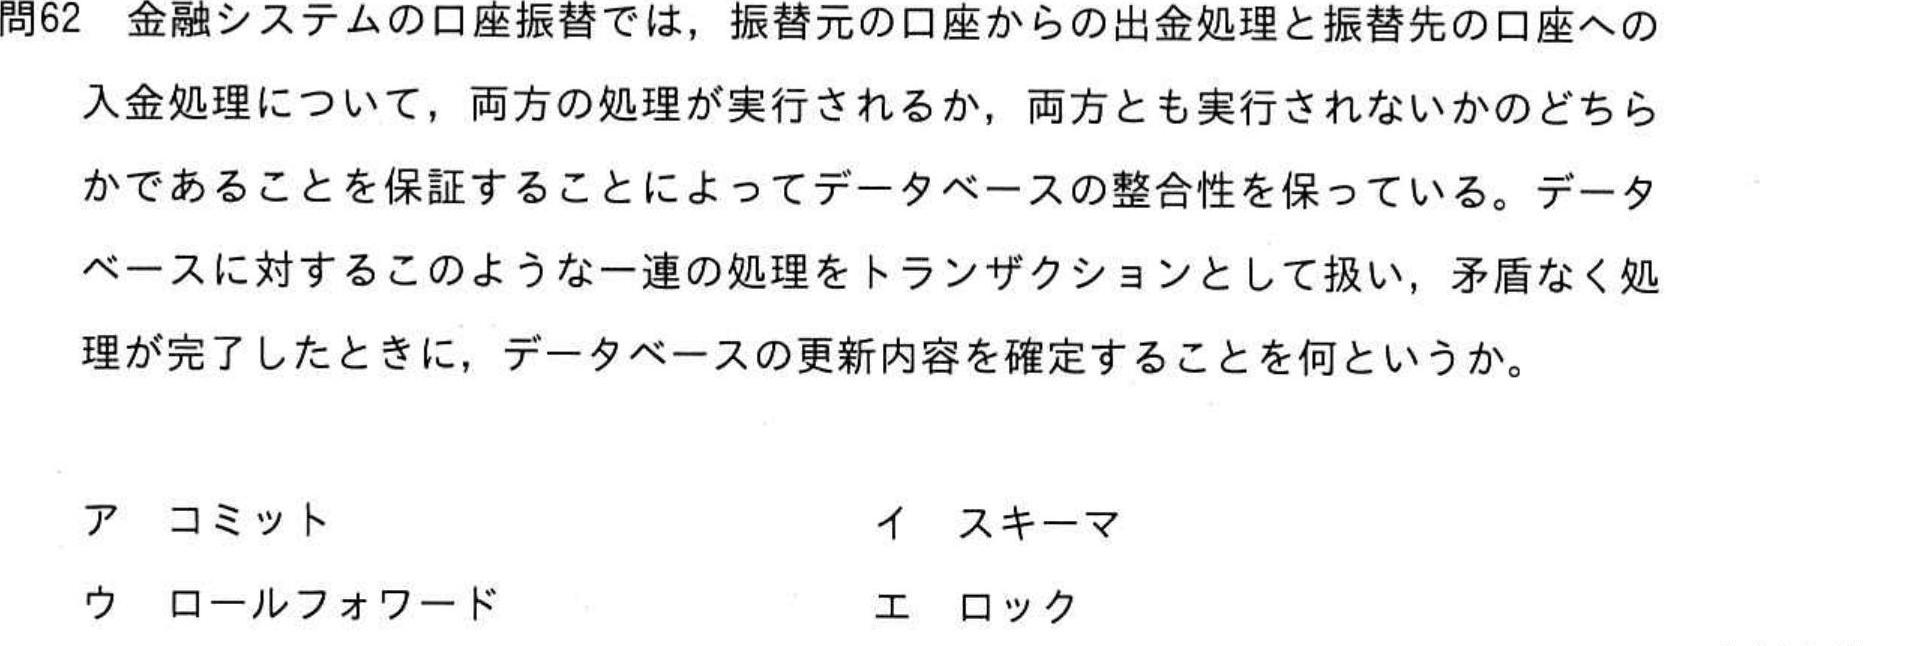 問62　金融システムの口座振替では，振替元の口座からの出金処理と振替先の口座への
入金処理について，両方の処理が実行されるか，両方とも実行されないかのどちら
かであることを保証することによってデータベースの整合性を保っている。データ
ベースに対するこのような一連の処理をトランザクションとして扱い，矛盾なく処
理が完了したときに，データベースの更新内容を確定することを何というか。
ア　コミット　イ　スキーマ
ウ　ロールフォワード　エ　ロック